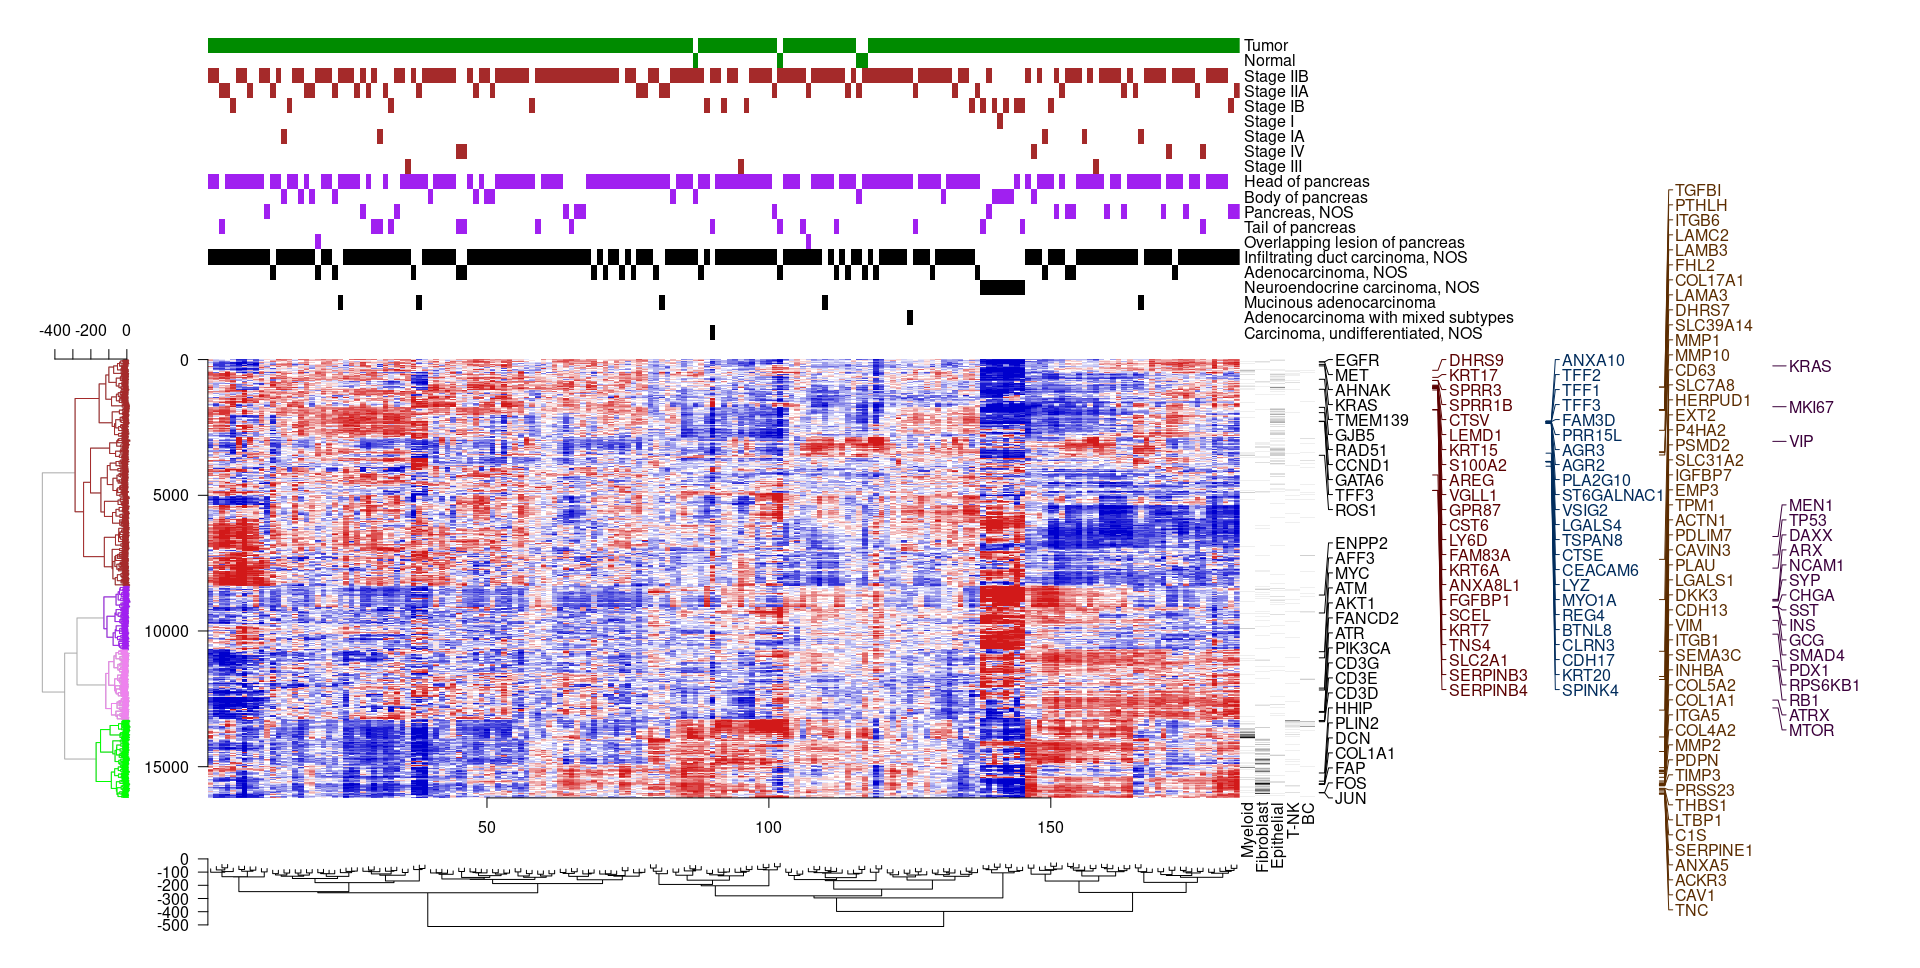 Tumor
Normal
Stage IIB
Stage IIA
Stage IB
Stage I
Stage IA
Stage IV
Stage III
Head of pancreas
Body of pancreas
Pancreas, NOS
Tail of pancreas
Overlapping lesion of pancreas
Infiltrating duct carcinoma, NOS
Adenocarcinoma, NOS
Neuroendocrine carcinoma, NOS
Mucinous adenocarcinoma
Adenocarcinoma with mixed subtypes
Carcinoma, undifferentiated, NOS
-400 -200 0
0
5000
10000
15000
50 100 150
0
-100
-200
-300
-400
-500
Myeloid
Fibroblast
Epithelial
T-NK
BC
EGFR
MET
AHNAK
KRAS
TMEM139
GJB5
RAD51
CCND1
GATA6
TFF3
ROS1
ENPP2
AFF3
MYC
ATM
AKT1
FANCD2
ATR
PIK3CA
CD3G
CD3E
CD3D
HHIP
PLIN2
DCN
COL1A1
FAP
FOS
JUN
DHRS9
KRT17
SPRR3
SPRR1B
CTSV
LEMD1
KRT15
S100A2
AREG
VGLL1
GPR87
CST6
LY6D
FAM83A
KRT6A
ANXA8L1
FGFBP1
SCEL
KRT7
TNS4
SLC2A1
SERPINB3
SERPINB4
ANXA10
TFF2
TFF1
TFF3
FAM3D
PRR15L
AGR3
AGR2
PLA2G10
ST6GALNAC1
VSIG2
LGALS4
TSPAN8
CTSE
CEACAM6
LYZ
MYO1A
REG4
BTNL8
CLRN3
CDH17
KRT20
SPINK4
TGFBI
PTHLH
ITGB6
LAMC2
LAMB3
FHL2
COL17A1
LAMA3
DHRS7
SLC39A14
MMP1
MMP10
CD63
SLC7A8
HERPUD1
EXT2
P4HA2
PSMD2
SLC31A2
IGFBP7
EMP3
TPM1
ACTN1
PDLIM7
CAVIN3
PLAU
LGALS1
DKK3
CDH13
VIM
ITGB1
SEMA3C
INHBA
COL5A2
COL1A1
ITGA5
COL4A2
MMP2
PDPN
TIMP3
PRSS23
THBS1
LTBP1
C1S
SERPINE1
ANXA5
ACKR3
CAV1
TNC
KRAS
MKI67
VIP
MEN1
TP53
DAXX
ARX
NCAM1
SYP
CHGA
SST
INS
GCG
SMAD4
PDX1
RPS6KB1
RB1
ATRX
MTOR